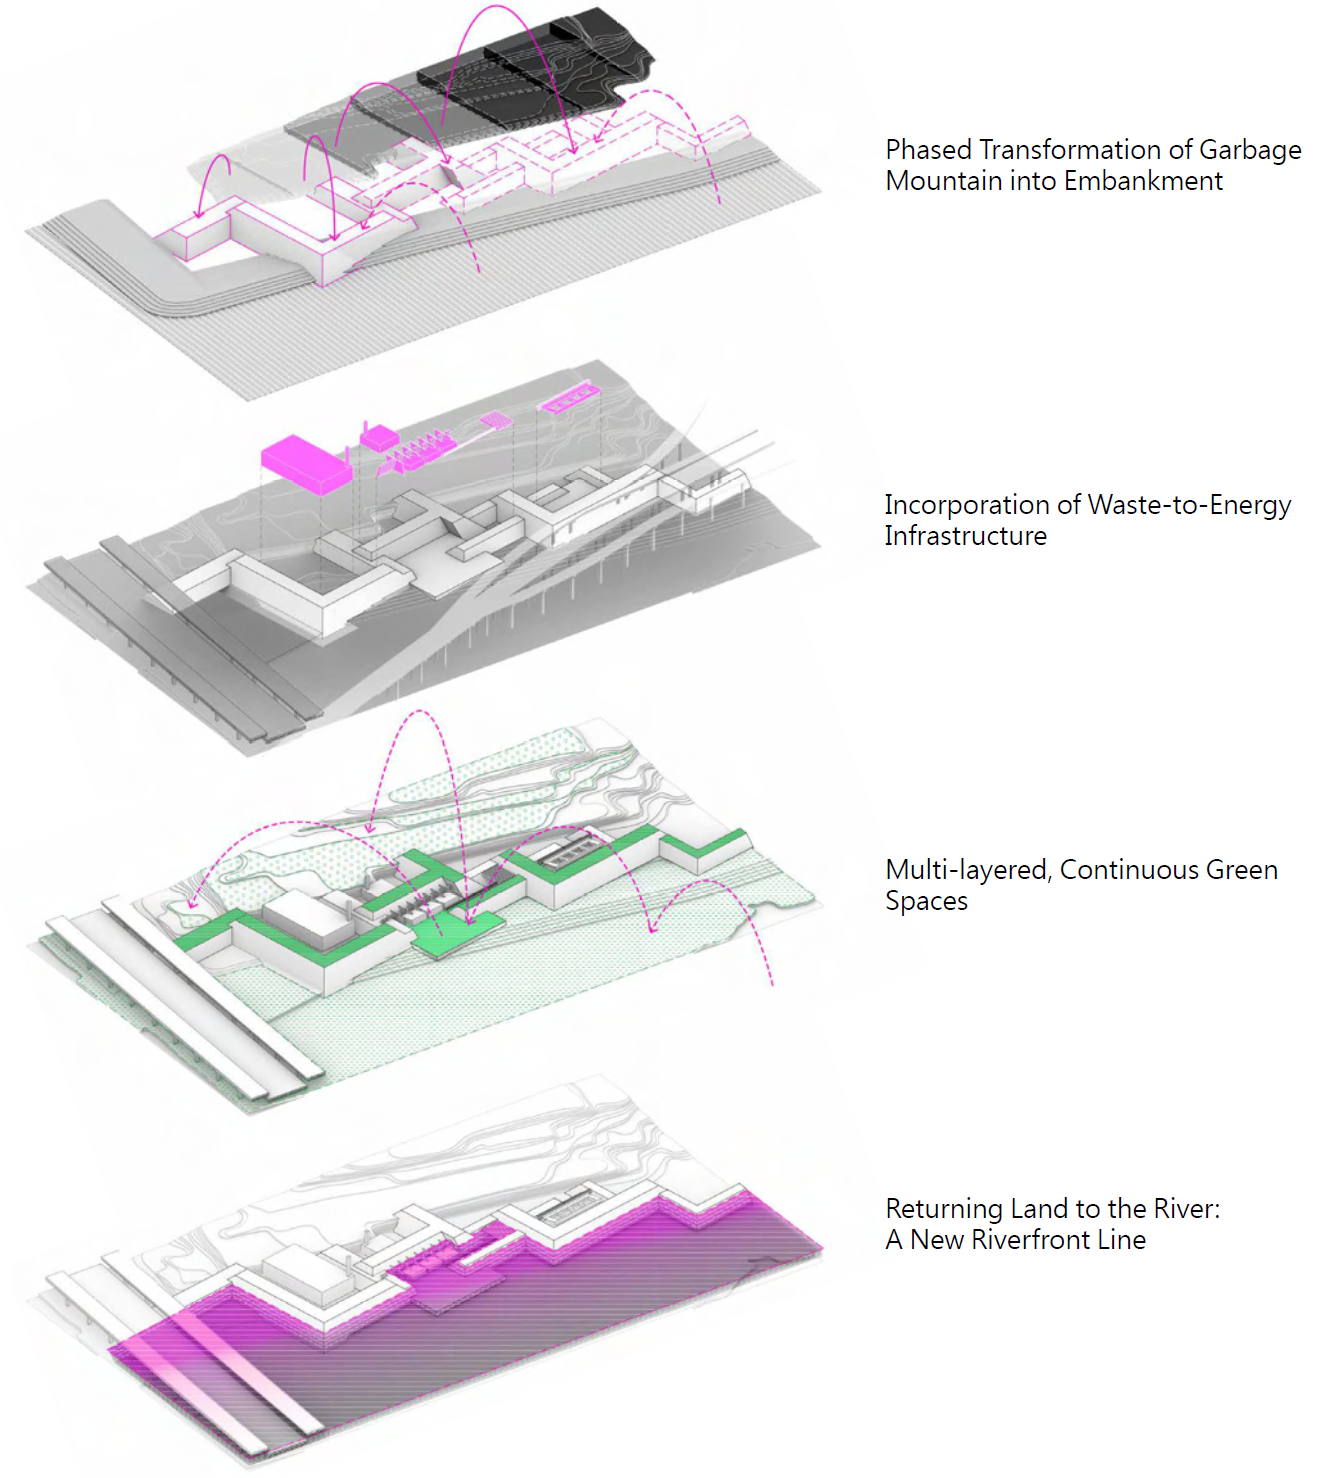 Phased Transformation of Garbage
Mountain into Embankment
Incorporation of Waste-to-Energy
Infrastructure
Multi-layered, Continuous Green
Spaces
Returning Land to the River:
A New Riverfront Line